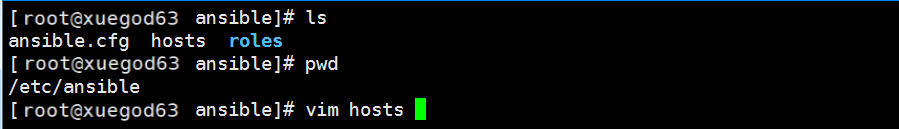 [root@xuegod63 ansible]# ls
ansible.cfg  hosts  roles
[root@xuegod63 ansible]# pwd
/etc/ansible
[root@xuegod63 ansible]# vim hosts